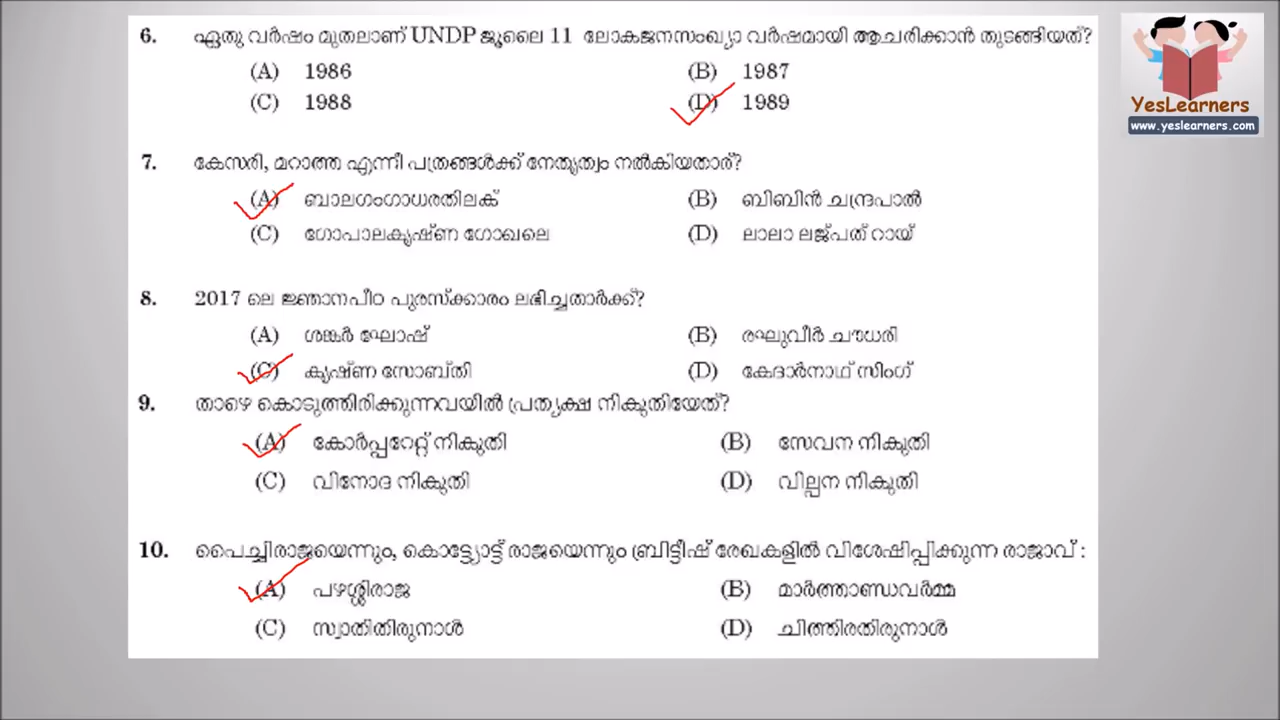 6. ഏതു വർഷം മുതലാണ് UNDP ജൂലൈ 11 ലോകജനസംഖ്യാ വർഷമായി ആചരിക്കാൻ തുടങ്ങിയത്?
(A) 1986 (B) 1987
(C) 1988 (D) 1989
7. കേസരി, മറാത്ത എന്നീ പത്രങ്ങൾക്ക് നേതൃത്വം നൽകിയതാര്?
(A) ബാലഗംഗാധരതിലക് (B) ബിബിൻ ചന്ദ്രപാൽ
(C) ഗോപാലകൃഷ്ണ ഗോഖലെ (D) ലാലാ ലജ്പത് റായ്
8. 2017 ലെ ജ്ഞാനപീഠ പുരസ്ക്കാരം ലഭിച്ചതാർക്ക്?
(A) ശങ്കർ ഘോഷ് (B) രഘുവീർ ചൗധരി
(C) കൃഷ്ണ സോബ്തി (D) കേദാർനാഥ് സിംഗ്
9. താഴെ കൊടുത്തിരിക്കുന്നവയിൽ പ്രത്യക്ഷ നികുതിയേത്?
(A) കോർപ്പറേറ്റ് നികുതി (B) സേവന നികുതി
(C) വിനോദ നികുതി (D) വില്പന നികുതി
10. പൈച്ചിരാജയെന്നും, കൊട്ട്യോട്ട് രാജയെന്നും ബ്രിട്ടീഷ് രേഖകളിൽ വിശേഷിപ്പിക്കുന്ന രാജാവ് :
(A) പഴശ്ശിരാജ (B) മാർത്താണ്ഡവർമ്മ
(C) സ്വാതിതിരുനാൾ (D) ചിത്തിരതിരുനാൾ
YesLearners
www.yeslearners.com